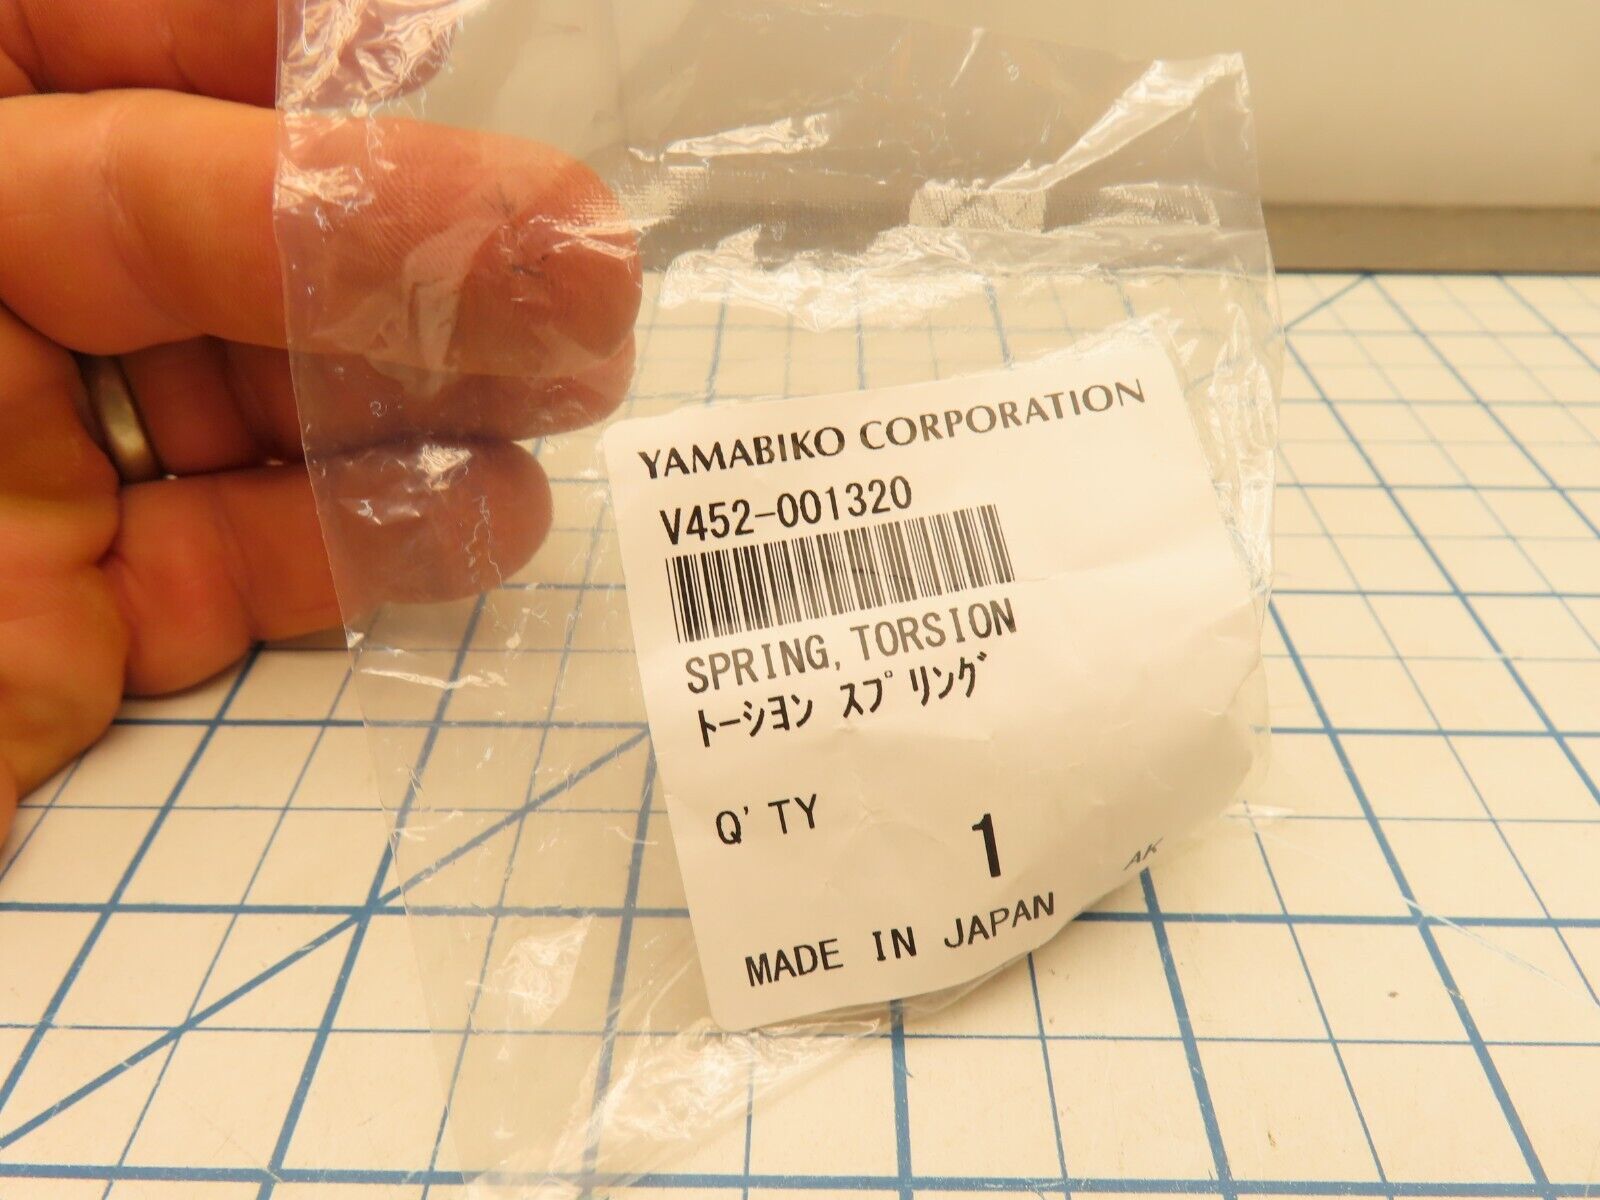 YAMABIKO CORPORATION
V452-001320
SPRING, TORSION
ﾄｰｼﾖﾝ ｽﾌﾟﾘﾝｸﾞ
Q'TY 1
AK
MADE IN JAPAN